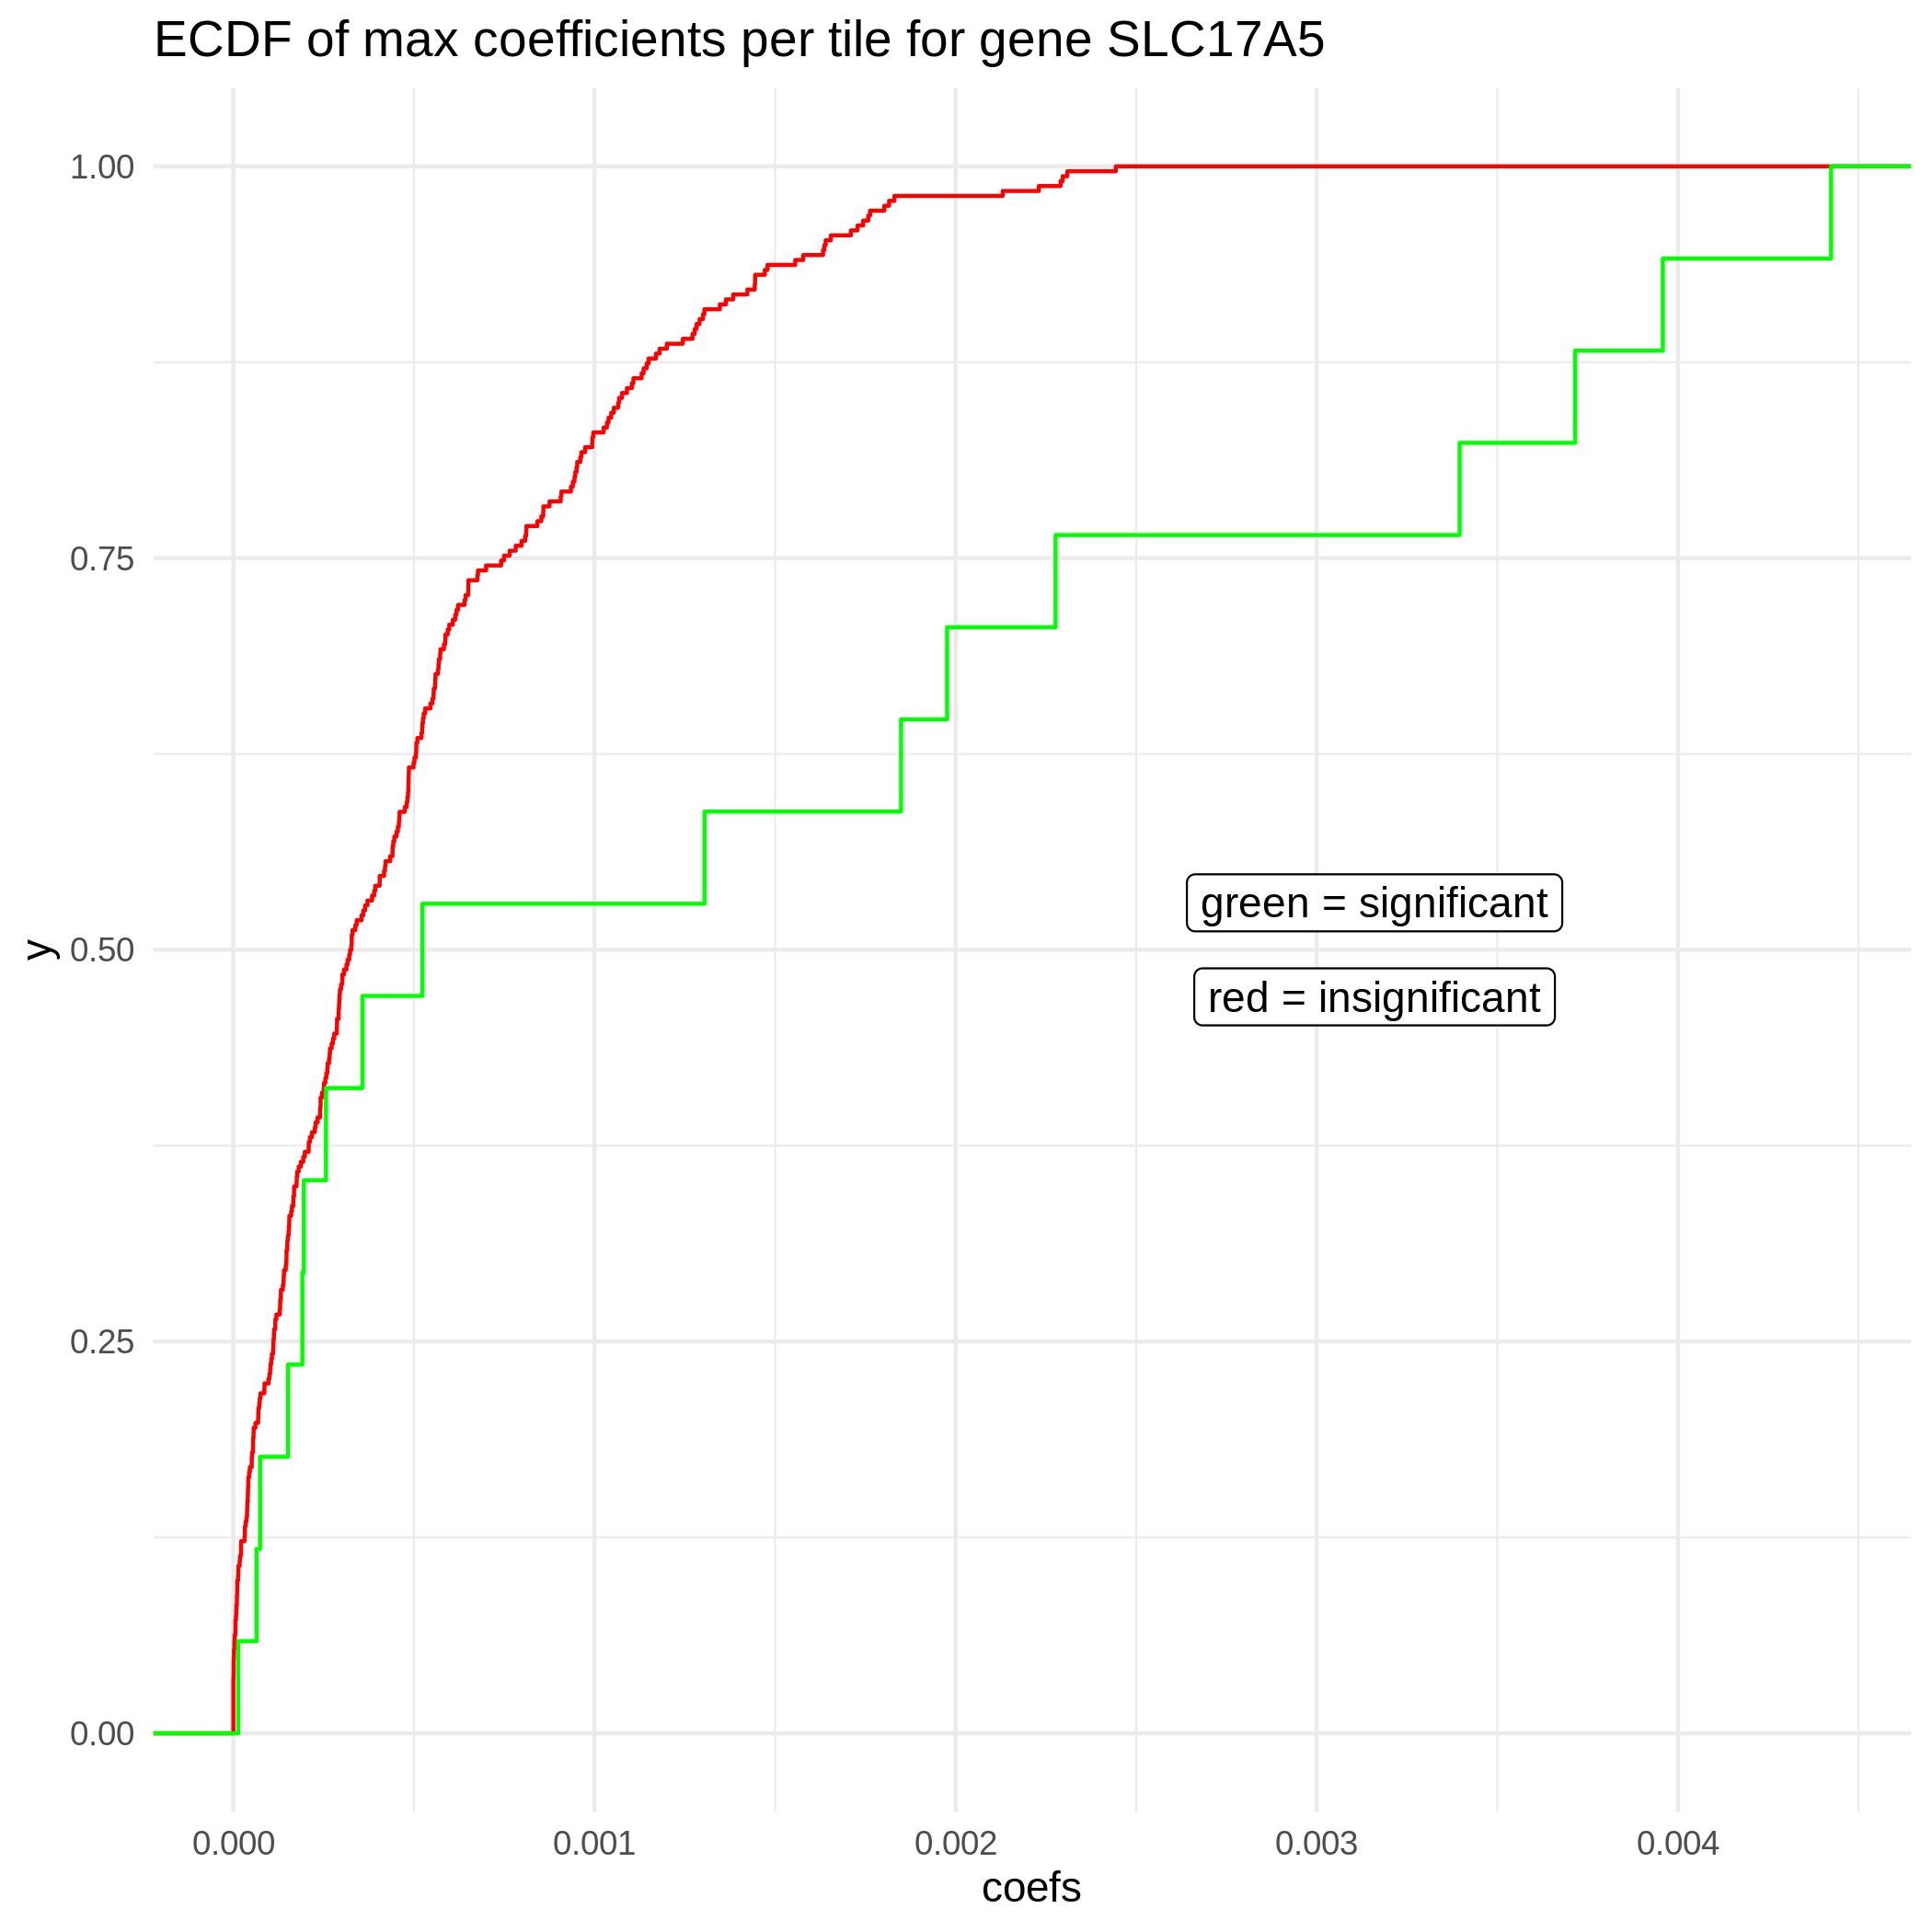 ECDF of max coefficients per tile for gene SLC17A5
1.00
0.75
0.50
0.25
0.00
y
green = significant
red = insignificant
0.000
0.001
0.002
0.003
0.004
coefs